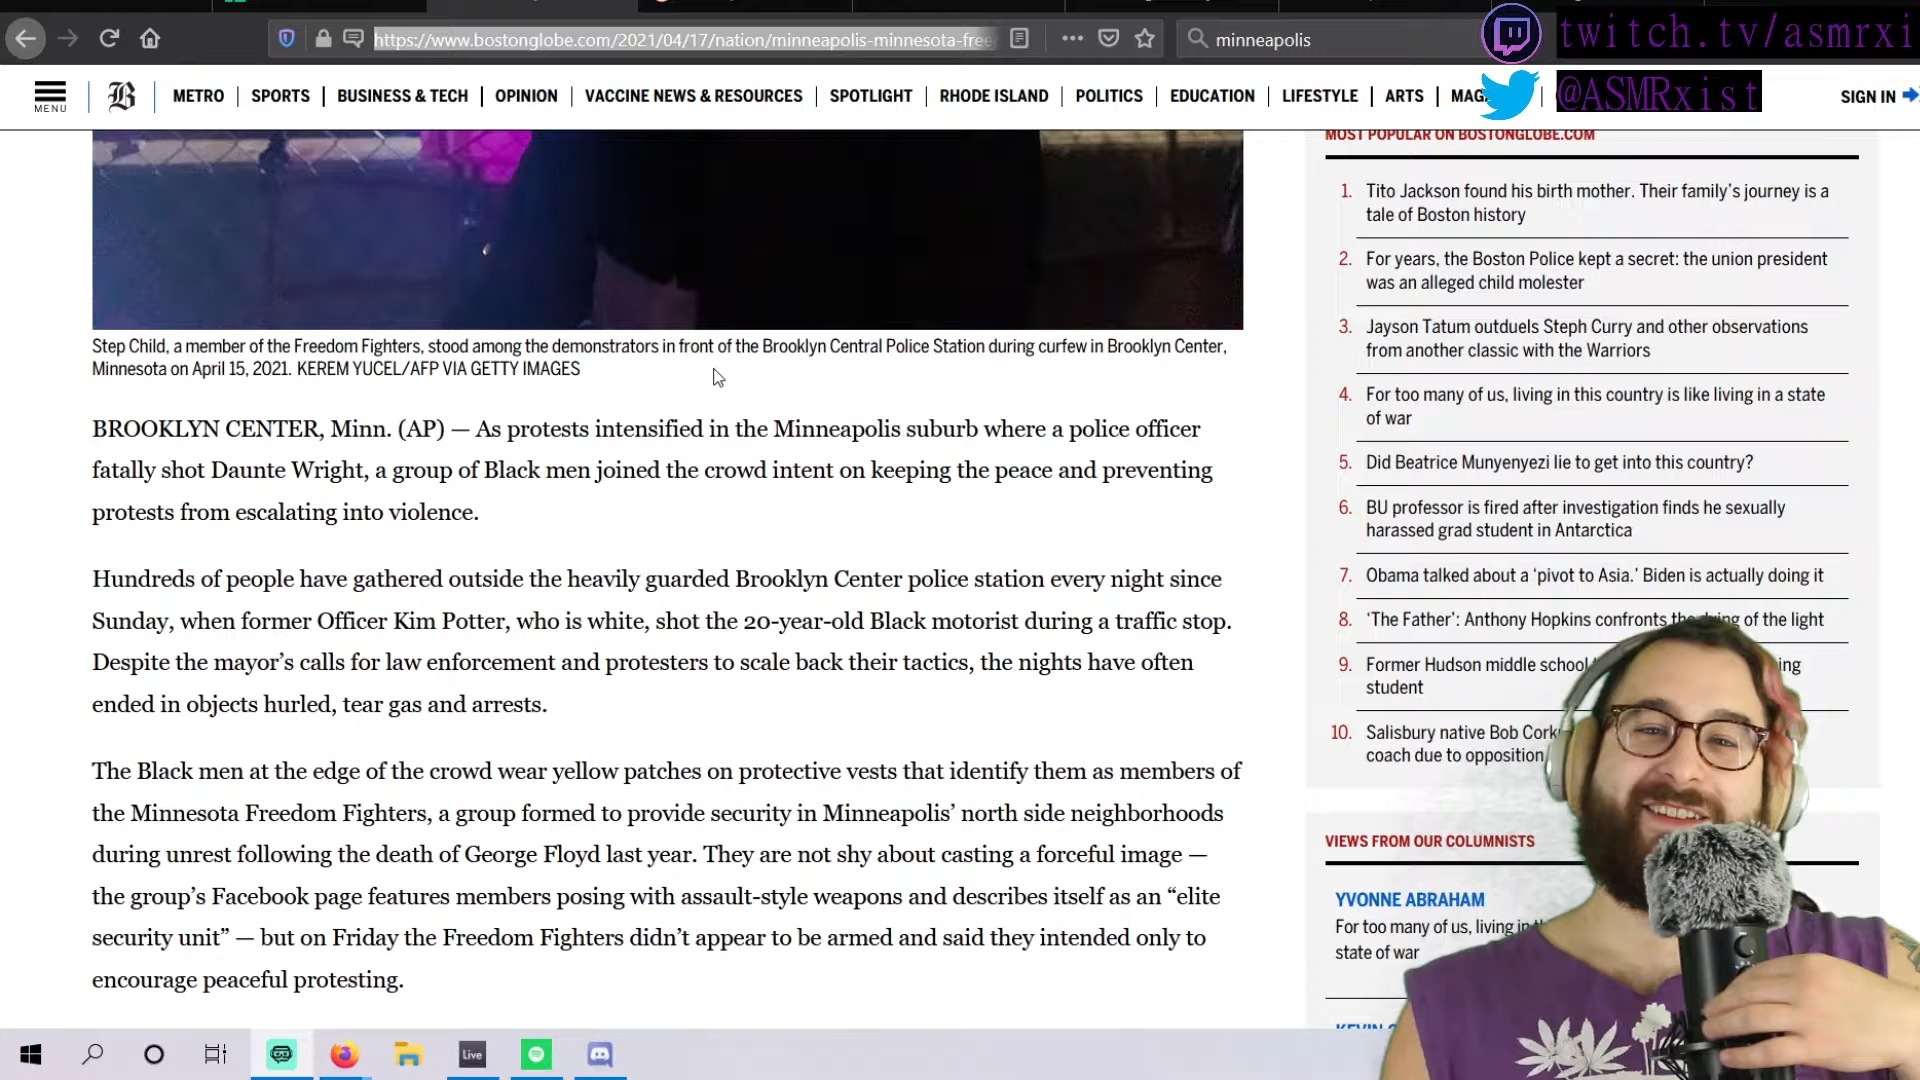 https://www.bostonglobe.com/2021/04/17/nation/minneapolis-minnesota-free
minneapolis
twitch.tv/asmrxi
@ASMRxist
MENU
B
METRO
SPORTS
BUSINESS & TECH
OPINION
VACCINE NEWS & RESOURCES
SPOTLIGHT
RHODE ISLAND
POLITICS
EDUCATION
LIFESTYLE
ARTS
SIGN IN
Step Child, a member of the Freedom Fighters, stood among the demonstrators in front of the Brooklyn Central Police Station during curfew in Brooklyn Center,
Minnesota on April 15, 2021. KEREM YUCEL/AFP VIA GETTY IMAGES
BROOKLYN CENTER, Minn. (AP) — As protests intensified in the Minneapolis suburb where a police officer
fatally shot Daunte Wright, a group of Black men joined the crowd intent on keeping the peace and preventing
protests from escalating into violence.
Hundreds of people have gathered outside the heavily guarded Brooklyn Center police station every night since
Sunday, when former Officer Kim Potter, who is white, shot the 20-year-old Black motorist during a traffic stop.
Despite the mayor’s calls for law enforcement and protesters to scale back their tactics, the nights have often
ended in objects hurled, tear gas and arrests.
The Black men at the edge of the crowd wear yellow patches on protective vests that identify them as members of
the Minnesota Freedom Fighters, a group formed to provide security in Minneapolis’ north side neighborhoods
during unrest following the death of George Floyd last year. They are not shy about casting a forceful image —
the group’s Facebook page features members posing with assault-style weapons and describes itself as an “elite
security unit” — but on Friday the Freedom Fighters didn’t appear to be armed and said they intended only to
encourage peaceful protesting.
MOST POPULAR ON BOSTONGLOBE.COM
1. Tito Jackson found his birth mother. Their family’s journey is a
tale of Boston history
2. For years, the Boston Police kept a secret: the union president
was an alleged child molester
3. Jayson Tatum outduels Steph Curry and other observations
from another classic with the Warriors
4. For too many of us, living in this country is like living in a state
of war
5. Did Beatrice Munyenyezi lie to get into this country?
6. BU professor is fired after investigation finds he sexually
harassed grad student in Antarctica
7. Obama talked about a ‘pivot to Asia.’ Biden is actually doing it
8. ‘The Father’: Anthony Hopkins confronts the of the light
9. Former Hudson middle school
student
10. Salisbury native Bob
coach due to opposition
VIEWS FROM OUR COLUMNISTS
YVONNE ABRAHAM
For too many of us, living in
state of war
Live